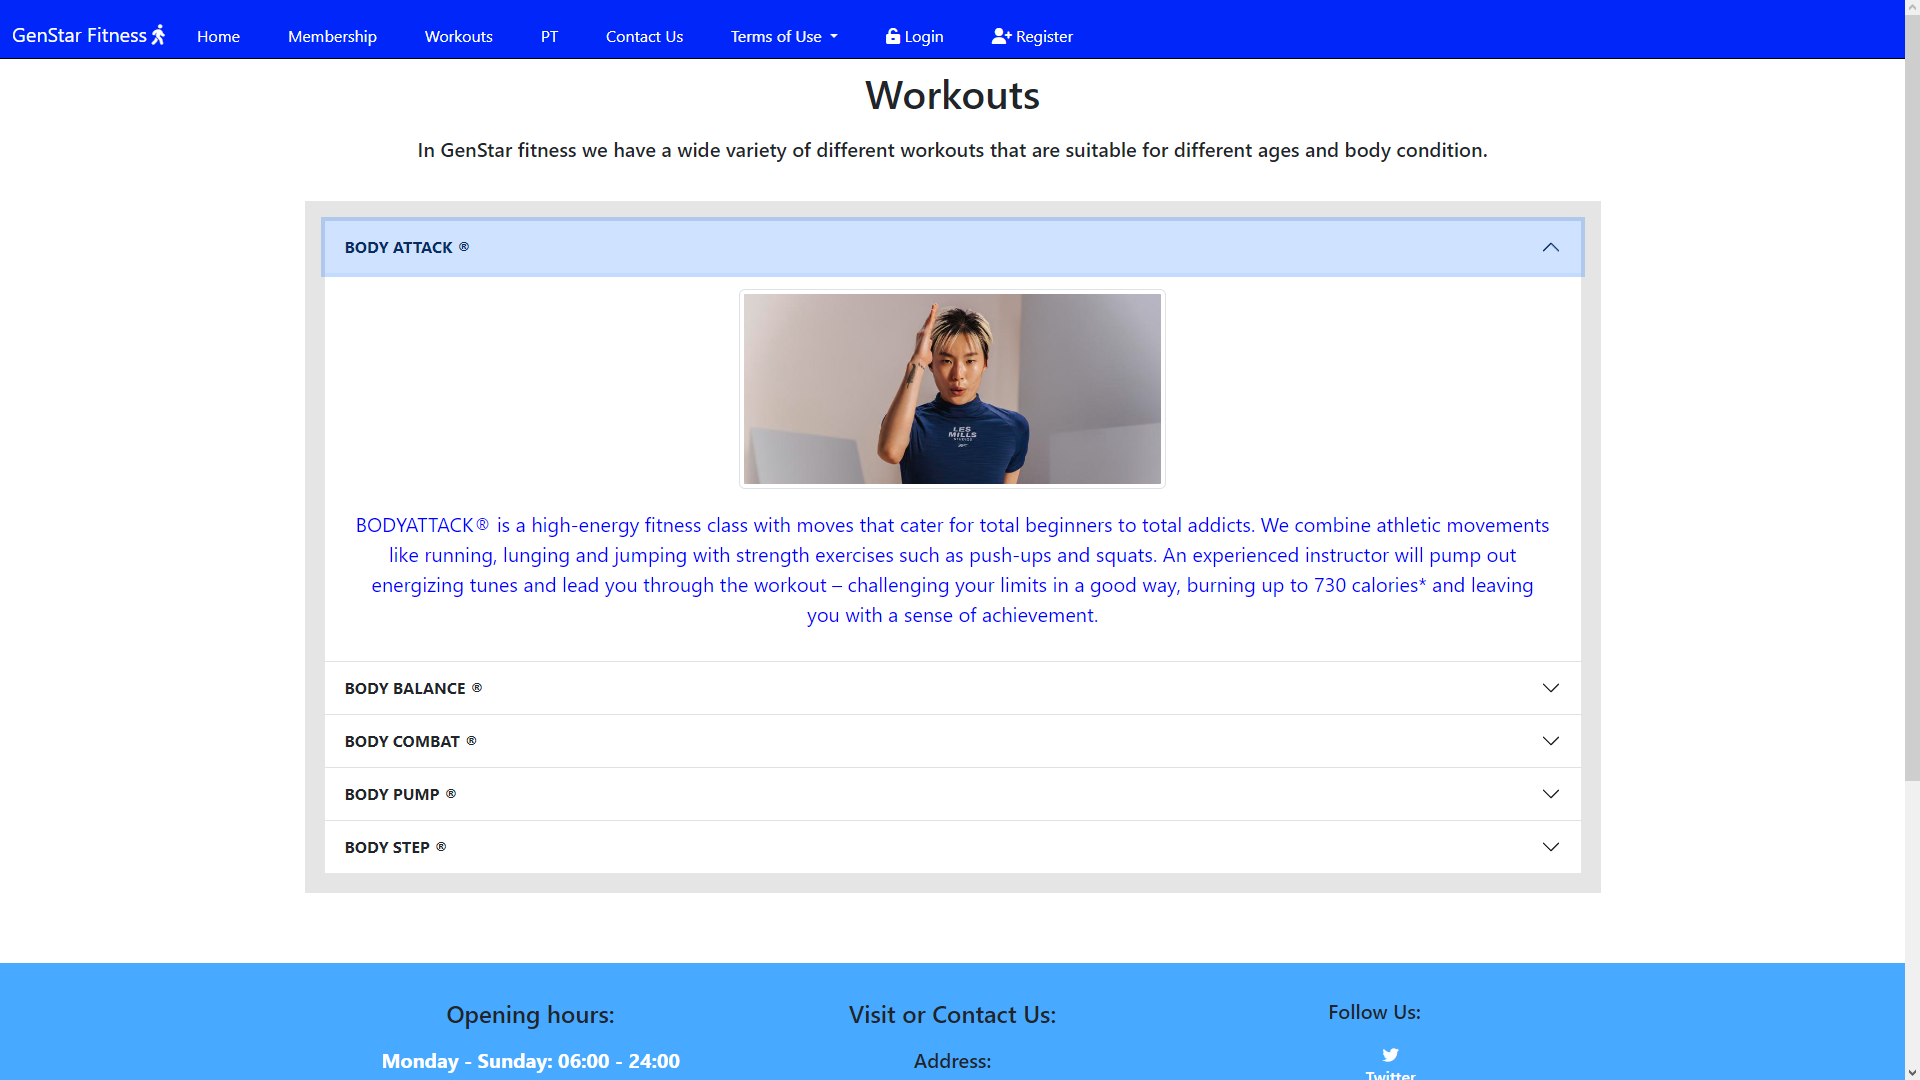 GenStar Fitness
Home
Membership
Workouts
PT
Contact Us
Terms of Use
Login
Register
Workouts
In GenStar fitness we have a wide variety of different workouts that are suitable for different ages and body condition.
BODY ATTACK ®
LES
MILLS
BODYATTACK® is a high-energy fitness class with moves that cater for total beginners to total addicts. We combine athletic movements
like running, lunging and jumping with strength exercises such as push-ups and squats. An experienced instructor will pump out
energizing tunes and lead you through the workout – challenging your limits in a good way, burning up to 730 calories* and leaving
you with a sense of achievement.
BODY BALANCE ®
BODY COMBAT ®
BODY PUMP ®
BODY STEP ®
Opening hours:
Monday - Sunday: 06:00 - 24:00
Visit or Contact Us:
Address:
Follow Us:
Twitter